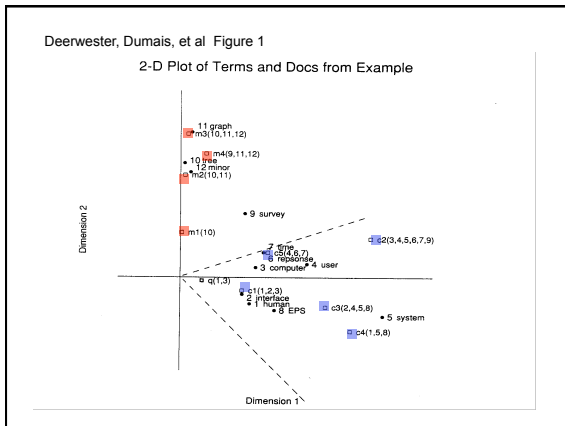 Deerwester, Dumais, et al Figure 1
2-D Plot of Terms and Docs from Example
11 graph
m3(10,11,12)
m4(9,11,12)
10 tree
12 minor
m2(10,11)
9 survey
m1(10)
c2(3,4,5,6,7,9)
7 time
c5(4,6,7)
6 repsonse
4 user
3 computer
q(1,3)
c1(1,2,3)
2 interface
1 human
8 EPS
c3(2,4,5,8)
5 system
c4(1,5,8)
Dimension 2
Dimension 1